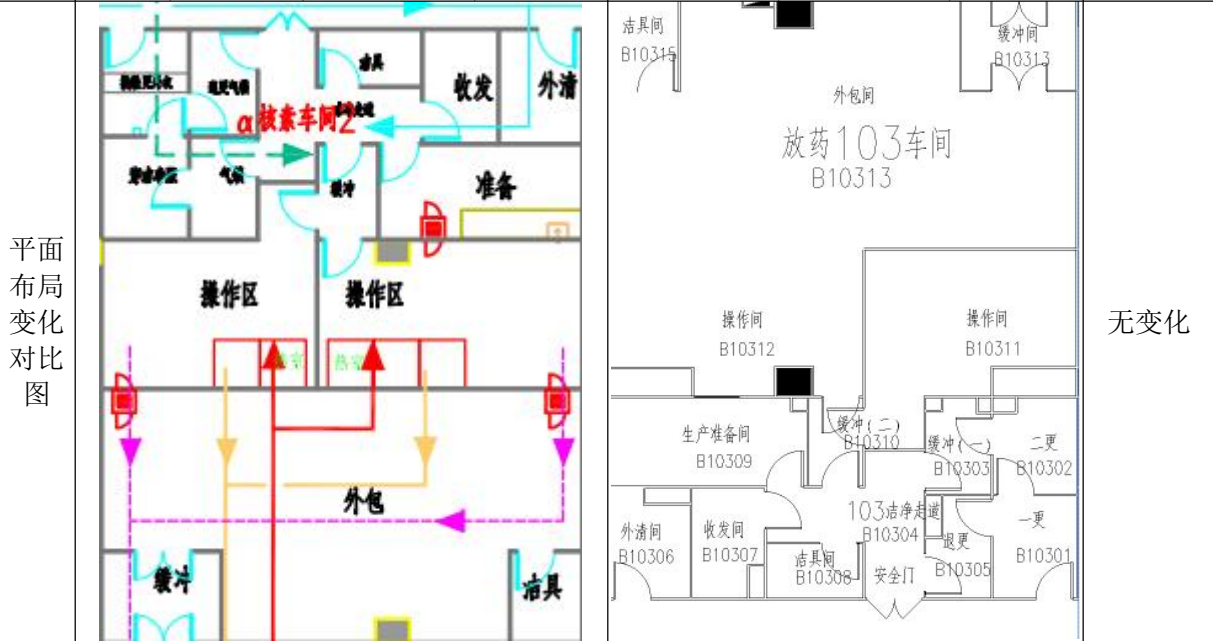 平面
布局
变化
对比
图
洁具
收发
外清
α核素车间2
气锁
缓冲
准备
操作区
操作区
热室
热室
外包
缓冲
洁具
洁具间
B10315
缓冲间
B10313
外包间
放药103车间
B10313
操作间
B10312
操作间
B10311
生产准备间
B10309
缓冲(二)
B10310
缓冲(一)
B10303
二更
B10302
外清间
B10306
收发间
B10307
洁具间
B10308
103洁净走道
B10304
安全门
退更
B10305
一更
B10301
无变化